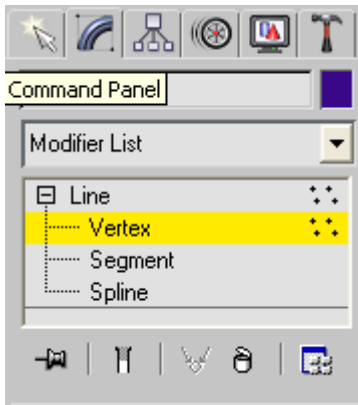 Command Panel
Modifier List
Line
Vertex
Segment
Spline